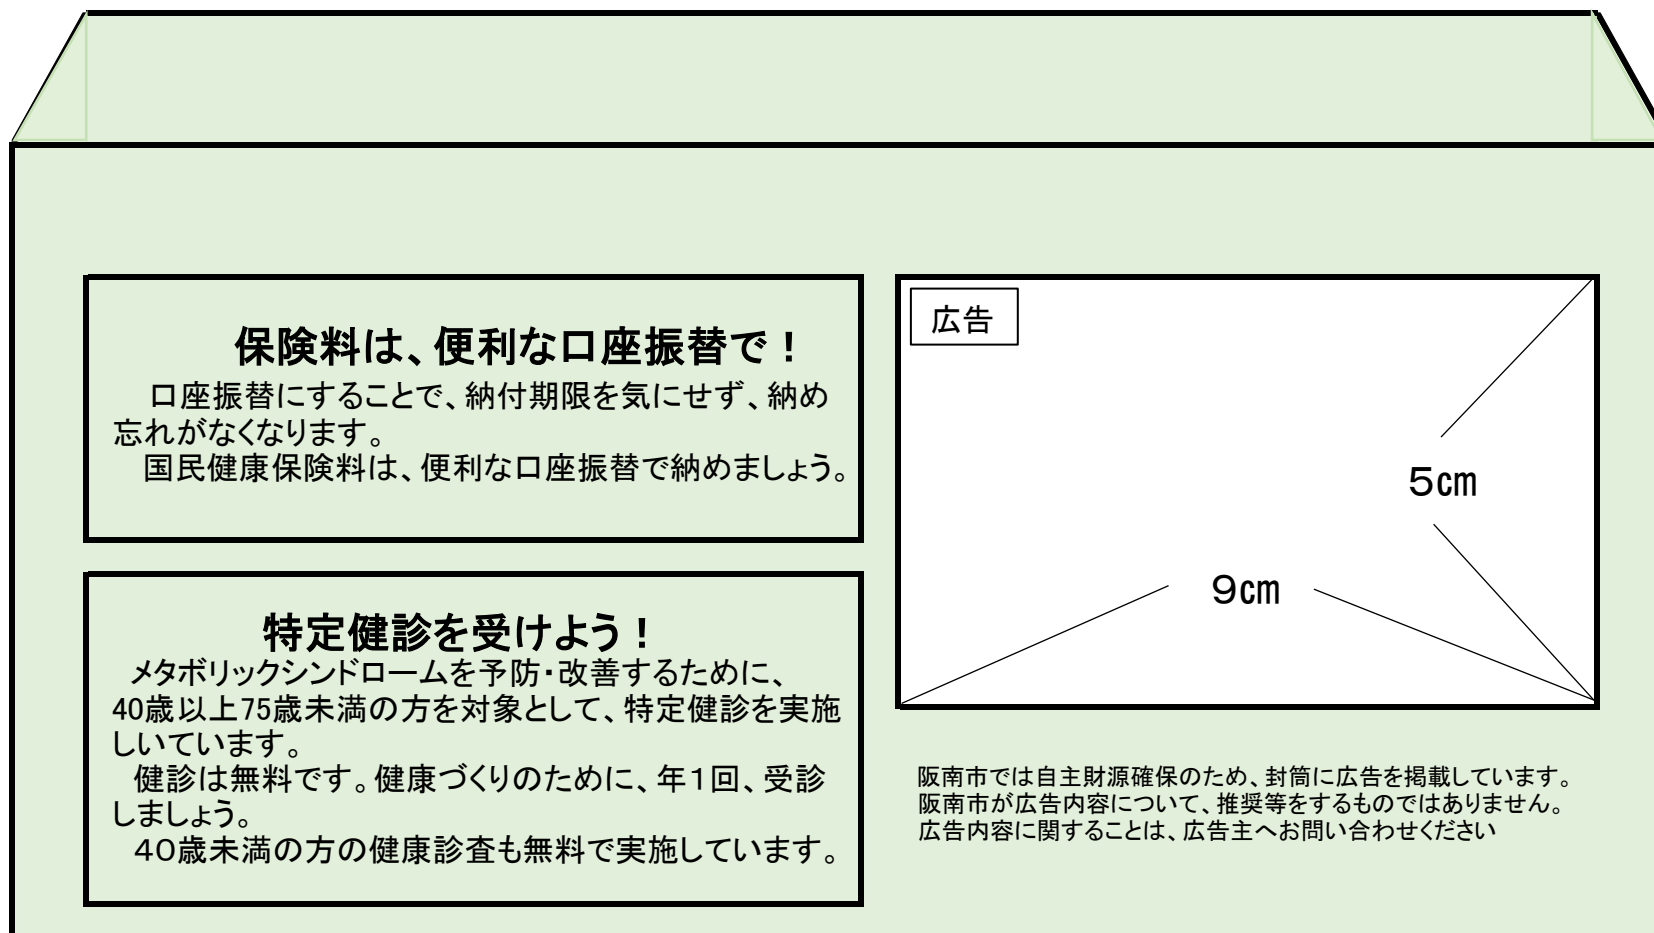 保険料は、便利な口座振替で！
口座振替にすることで、納付期限を気にせず、納め
忘れがなくなります。
国民健康保険料は、便利な口座振替で納めましょう。
特定健診を受けよう！
メタボリックシンドロームを予防・改善するために、
40歳以上75歳未満の方を対象として、特定健診を実施
しいています。
健診は無料です。健康づくりのために、年１回、受診
しましょう。
４０歳未満の方の健康診査も無料で実施しています。
広告
５㎝
９㎝
阪南市では自主財源確保のため、封筒に広告を掲載しています。
阪南市が広告内容について、推奨等をするものではありません。
広告内容に関することは、広告主へお問い合わせください